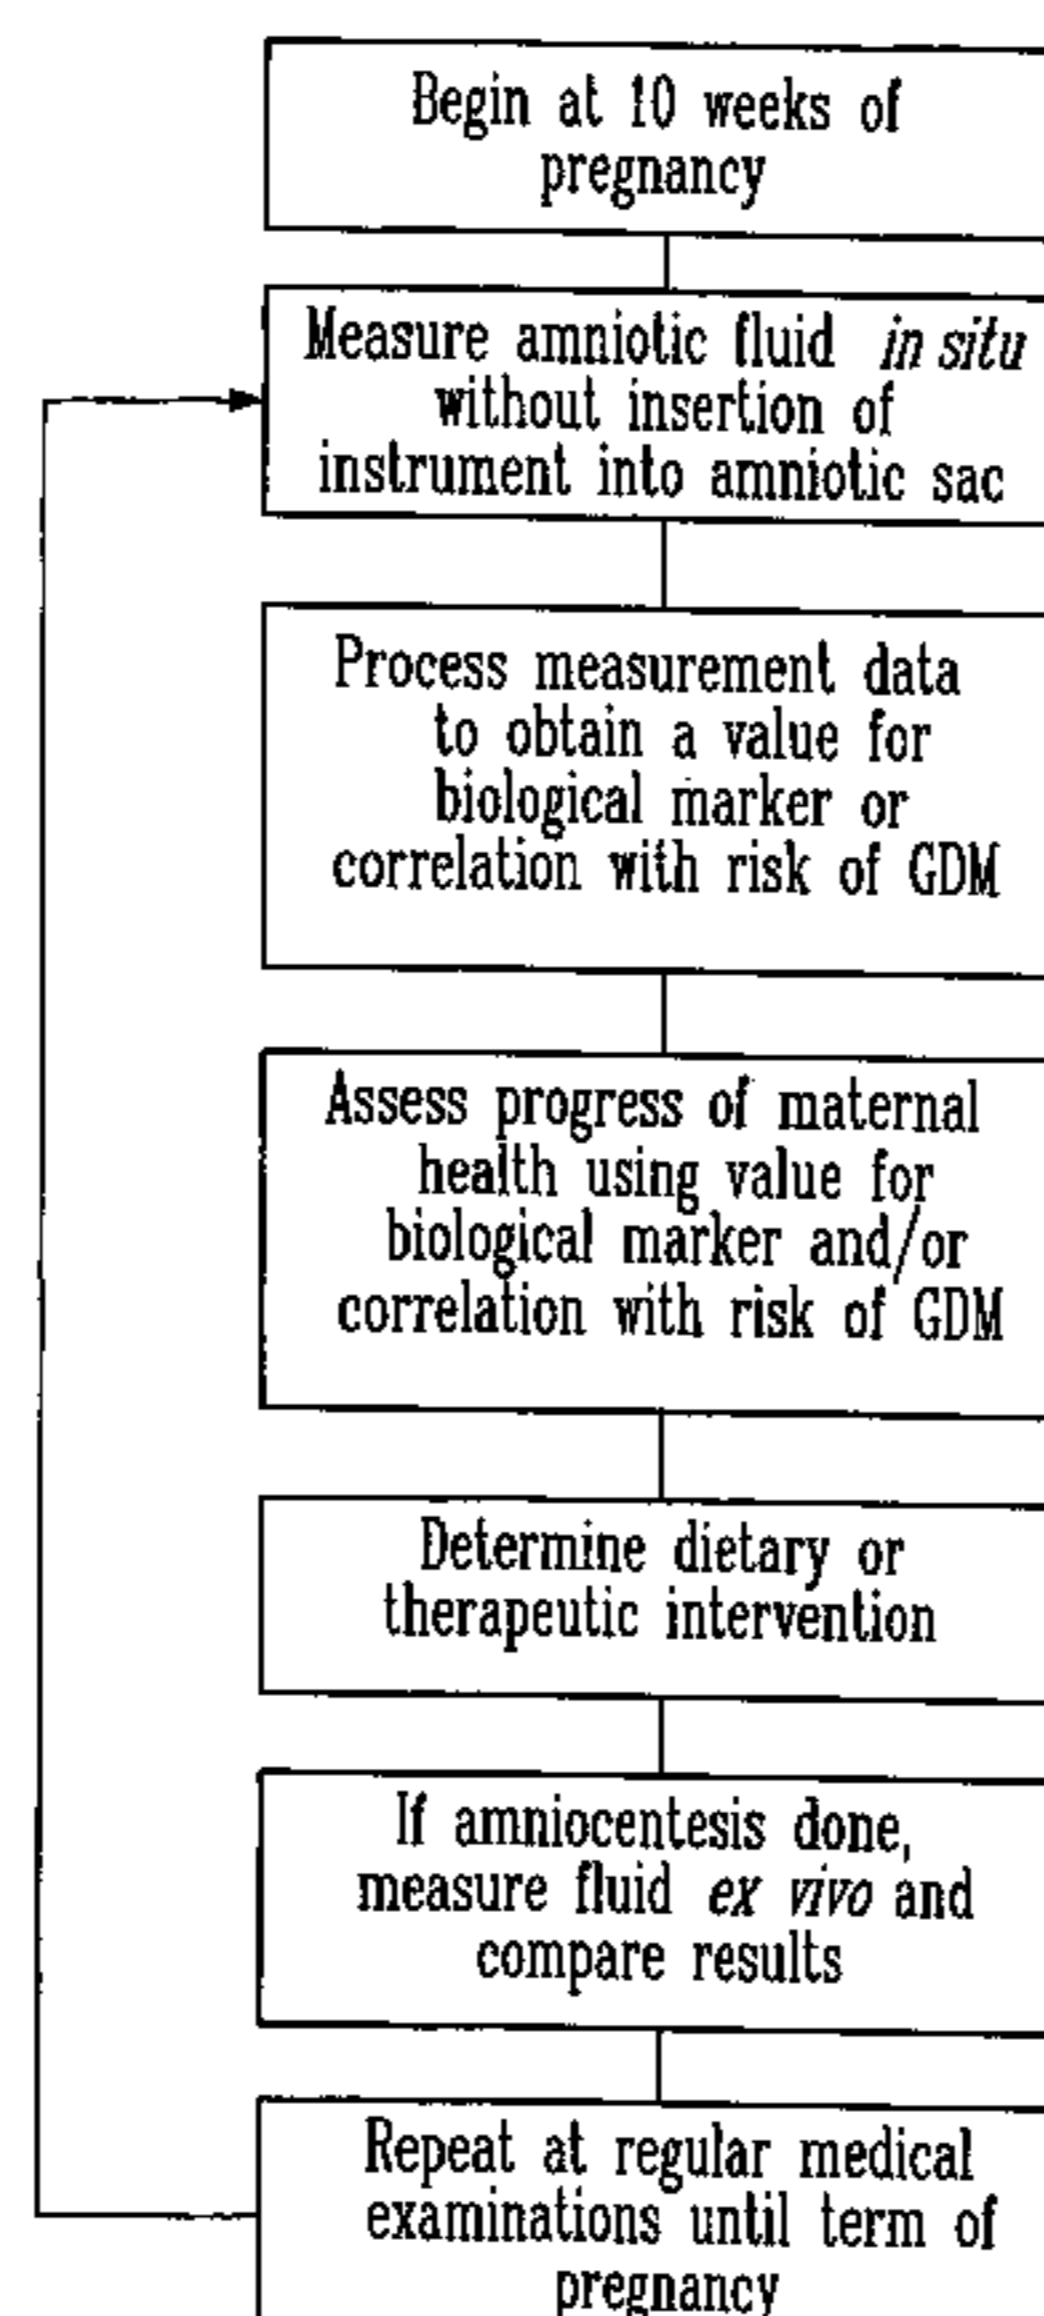 Begin at 10 weeks of
pregnancy
Measure amniotic fluid in situ
without insertion of
instrument into amniotic sac
Process measurement data
to obtain a value for
biological marker or
correlation with risk of GDM
Assess progress of maternal
health using value for
biological marker and/or
correlation with risk of GDM
Determine dietary or
therapeutic intervention
If amniocentesis done,
measure fluid ex vivo and
compare results
Repeat at regular medical
examinations until term of
pregnancy